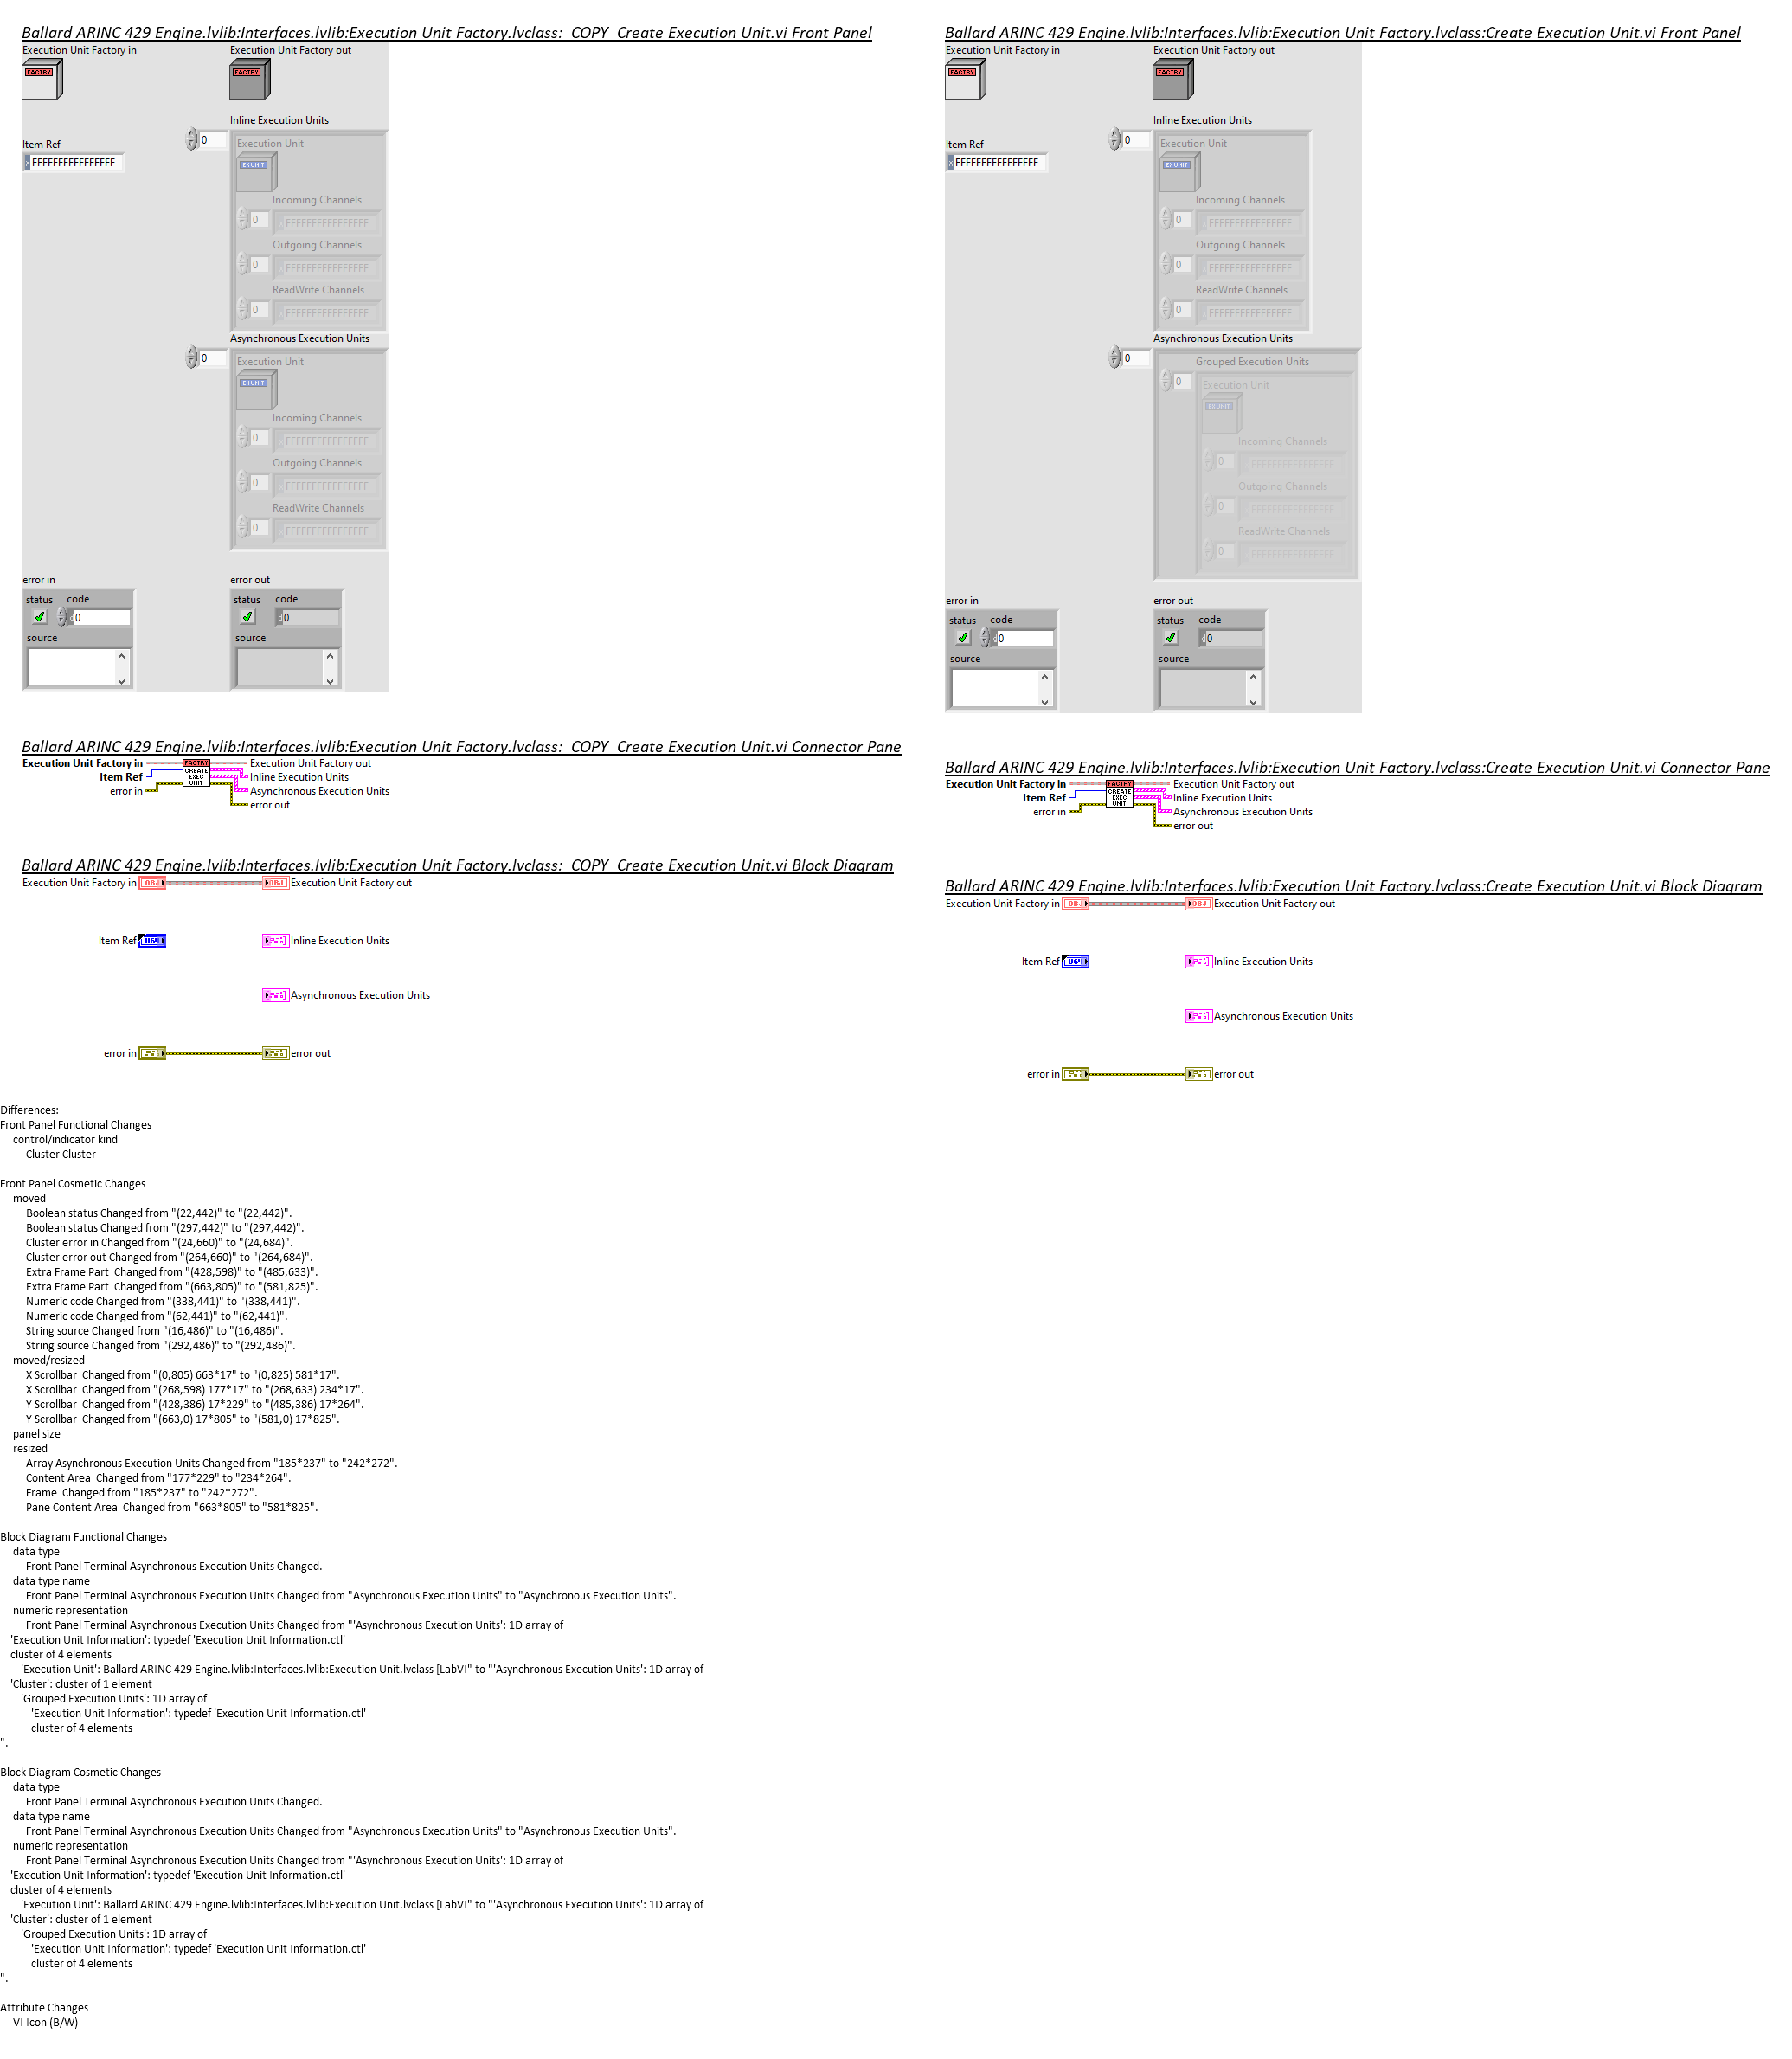 Ballard ARINC 429 Engine.lvlib:Interfaces.lvlib:Execution Unit Factory.lvclass:  COPY  Create Execution Unit.vi Front Panel
Execution Unit Factory in
Execution Unit Factory out
FACTRY
FACTRY
Inline Execution Units
0
Item Ref
x FFFFFFFFFFFFFFFF
Execution Unit
EXUNIT
Incoming Channels
0
FFFFFFFFFFFFFFFF
Outgoing Channels
0
FFFFFFFFFFFFFFFF
ReadWrite Channels
0
FFFFFFFFFFFFFFFF
Asynchronous Execution Units
0
Execution Unit
EXUNIT
Incoming Channels
0
FFFFFFFFFFFFFFFF
Outgoing Channels
0
FFFFFFFFFFFFFFFF
ReadWrite Channels
0
FFFFFFFFFFFFFFFF
error in
error out
status code
status code
d0
d0
source
source
Ballard ARINC 429 Engine.lvlib:Interfaces.lvlib:Execution Unit Factory.lvclass:Create Execution Unit.vi Front Panel
Execution Unit Factory in
Execution Unit Factory out
FACTRY
FACTRY
Inline Execution Units
0
Item Ref
x FFFFFFFFFFFFFFFF
Execution Unit
EXUNIT
Incoming Channels
0
FFFFFFFFFFFFFFFF
Outgoing Channels
0
FFFFFFFFFFFFFFFF
ReadWrite Channels
0
FFFFFFFFFFFFFFFF
Asynchronous Execution Units
0
Grouped Execution Units
0
Execution Unit
EXUNIT
Incoming Channels
0
FFFFFFFFFFFFFFFF
Outgoing Channels
0
FFFFFFFFFFFFFFFF
ReadWrite Channels
0
FFFFFFFFFFFFFFFF
error in
error out
status code
status code
d0
d0
source
source
Ballard ARINC 429 Engine.lvlib:Interfaces.lvlib:Execution Unit Factory.lvclass:  COPY  Create Execution Unit.vi Connector Pane
Execution Unit Factory in
Item Ref
error in
FACTRY
CREATE
EXEC
UNIT
Execution Unit Factory out
Inline Execution Units
Asynchronous Execution Units
error out
Ballard ARINC 429 Engine.lvlib:Interfaces.lvlib:Execution Unit Factory.lvclass:Create Execution Unit.vi Connector Pane
Execution Unit Factory in
Item Ref
error in
FACTRY
CREATE
EXEC
UNIT
Execution Unit Factory out
Inline Execution Units
Asynchronous Execution Units
error out
Ballard ARINC 429 Engine.lvlib:Interfaces.lvlib:Execution Unit Factory.lvclass:  COPY  Create Execution Unit.vi Block Diagram
Execution Unit Factory in OBJ OBJ Execution Unit Factory out
Item Ref U64 Inline Execution Units
Asynchronous Execution Units
error in error out
Ballard ARINC 429 Engine.lvlib:Interfaces.lvlib:Execution Unit Factory.lvclass:Create Execution Unit.vi Block Diagram
Execution Unit Factory in OBJ OBJ Execution Unit Factory out
Item Ref U64 Inline Execution Units
Asynchronous Execution Units
error in error out
Differences:
Front Panel Functional Changes
control/indicator kind
Cluster Cluster
Front Panel Cosmetic Changes
moved
Boolean status Changed from "(22,442)" to "(22,442)".
Boolean status Changed from "(297,442)" to "(297,442)".
Cluster error in Changed from "(24,660)" to "(24,684)".
Cluster error out Changed from "(264,660)" to "(264,684)".
Extra Frame Part  Changed from "(428,598)" to "(485,633)".
Extra Frame Part  Changed from "(663,805)" to "(581,825)".
Numeric code Changed from "(338,441)" to "(338,441)".
Numeric code Changed from "(62,441)" to "(62,441)".
String source Changed from "(16,486)" to "(16,486)".
String source Changed from "(292,486)" to "(292,486)".
moved/resized
X Scrollbar  Changed from "(0,805) 663*17" to "(0,825) 581*17".
X Scrollbar  Changed from "(268,598) 177*17" to "(268,633) 234*17".
Y Scrollbar  Changed from "(428,386) 17*229" to "(485,386) 17*264".
Y Scrollbar  Changed from "(663,0) 17*805" to "(581,0) 17*825".
panel size
resized
Array Asynchronous Execution Units Changed from "185*237" to "242*272".
Content Area  Changed from "177*229" to "234*264".
Frame  Changed from "185*237" to "242*272".
Pane Content Area  Changed from "663*805" to "581*825".
Block Diagram Functional Changes
data type
Front Panel Terminal Asynchronous Execution Units Changed.
data type name
Front Panel Terminal Asynchronous Execution Units Changed from "Asynchronous Execution Units" to "Asynchronous Execution Units".
numeric representation
Front Panel Terminal Asynchronous Execution Units Changed from "'Asynchronous Execution Units': 1D array of
'Execution Unit Information': typedef 'Execution Unit Information.ctl'
cluster of 4 elements
'Execution Unit': Ballard ARINC 429 Engine.lvlib:Interfaces.lvlib:Execution Unit.lvclass [LabVI" to "'Asynchronous Execution Units': 1D array of
'Cluster': cluster of 1 element
'Grouped Execution Units': 1D array of
'Execution Unit Information': typedef 'Execution Unit Information.ctl'
cluster of 4 elements
".
Block Diagram Cosmetic Changes
data type
Front Panel Terminal Asynchronous Execution Units Changed.
data type name
Front Panel Terminal Asynchronous Execution Units Changed from "Asynchronous Execution Units" to "Asynchronous Execution Units".
numeric representation
Front Panel Terminal Asynchronous Execution Units Changed from "'Asynchronous Execution Units': 1D array of
'Execution Unit Information': typedef 'Execution Unit Information.ctl'
cluster of 4 elements
'Execution Unit': Ballard ARINC 429 Engine.lvlib:Interfaces.lvlib:Execution Unit.lvclass [LabVI" to "'Asynchronous Execution Units': 1D array of
'Cluster': cluster of 1 element
'Grouped Execution Units': 1D array of
'Execution Unit Information': typedef 'Execution Unit Information.ctl'
cluster of 4 elements
".
Attribute Changes
VI Icon (B/W)